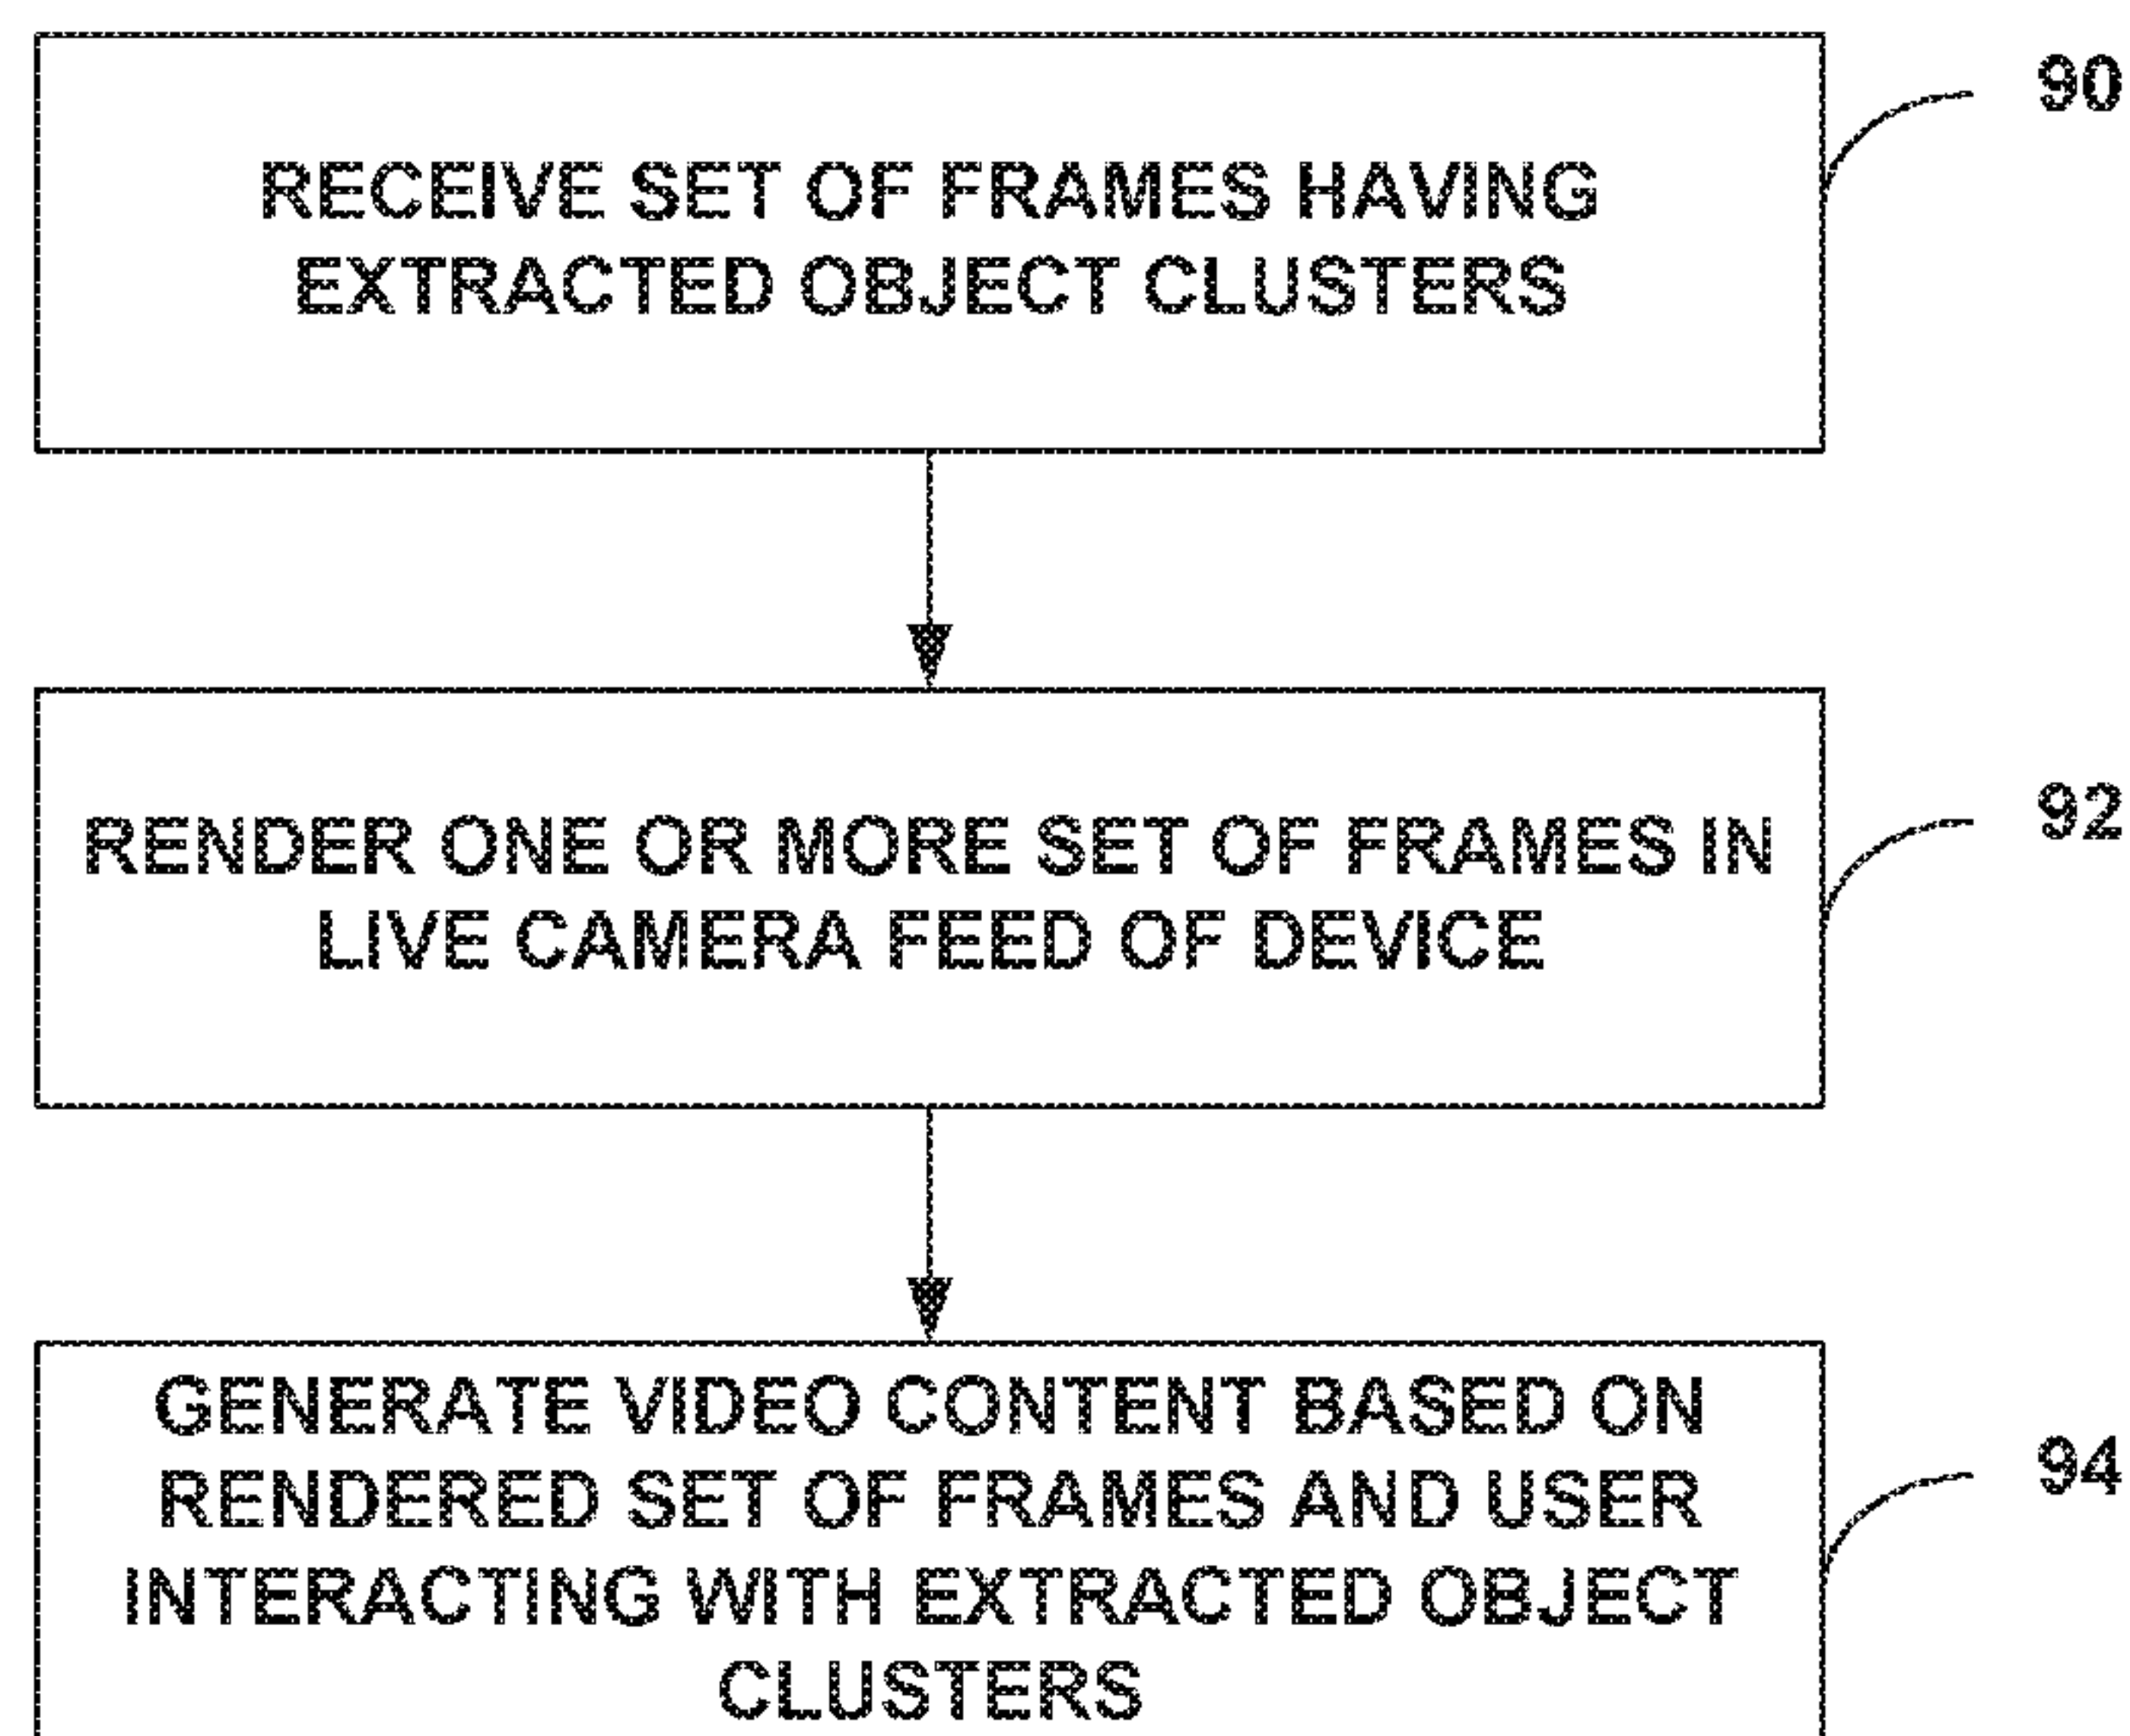 90
RECEIVE SET OF FRAMES HAVING
EXTRACTED OBJECT CLUSTERS
92
RENDER ONE OR MORE SET OF FRAMES IN
LIVE CAMERA FEED OF DEVICE
94
GENERATE VIDEO CONTENT BASED ON
RENDERED SET OF FRAMES AND USER
INTERACTING WITH EXTRACTED OBJECT
CLUSTERS